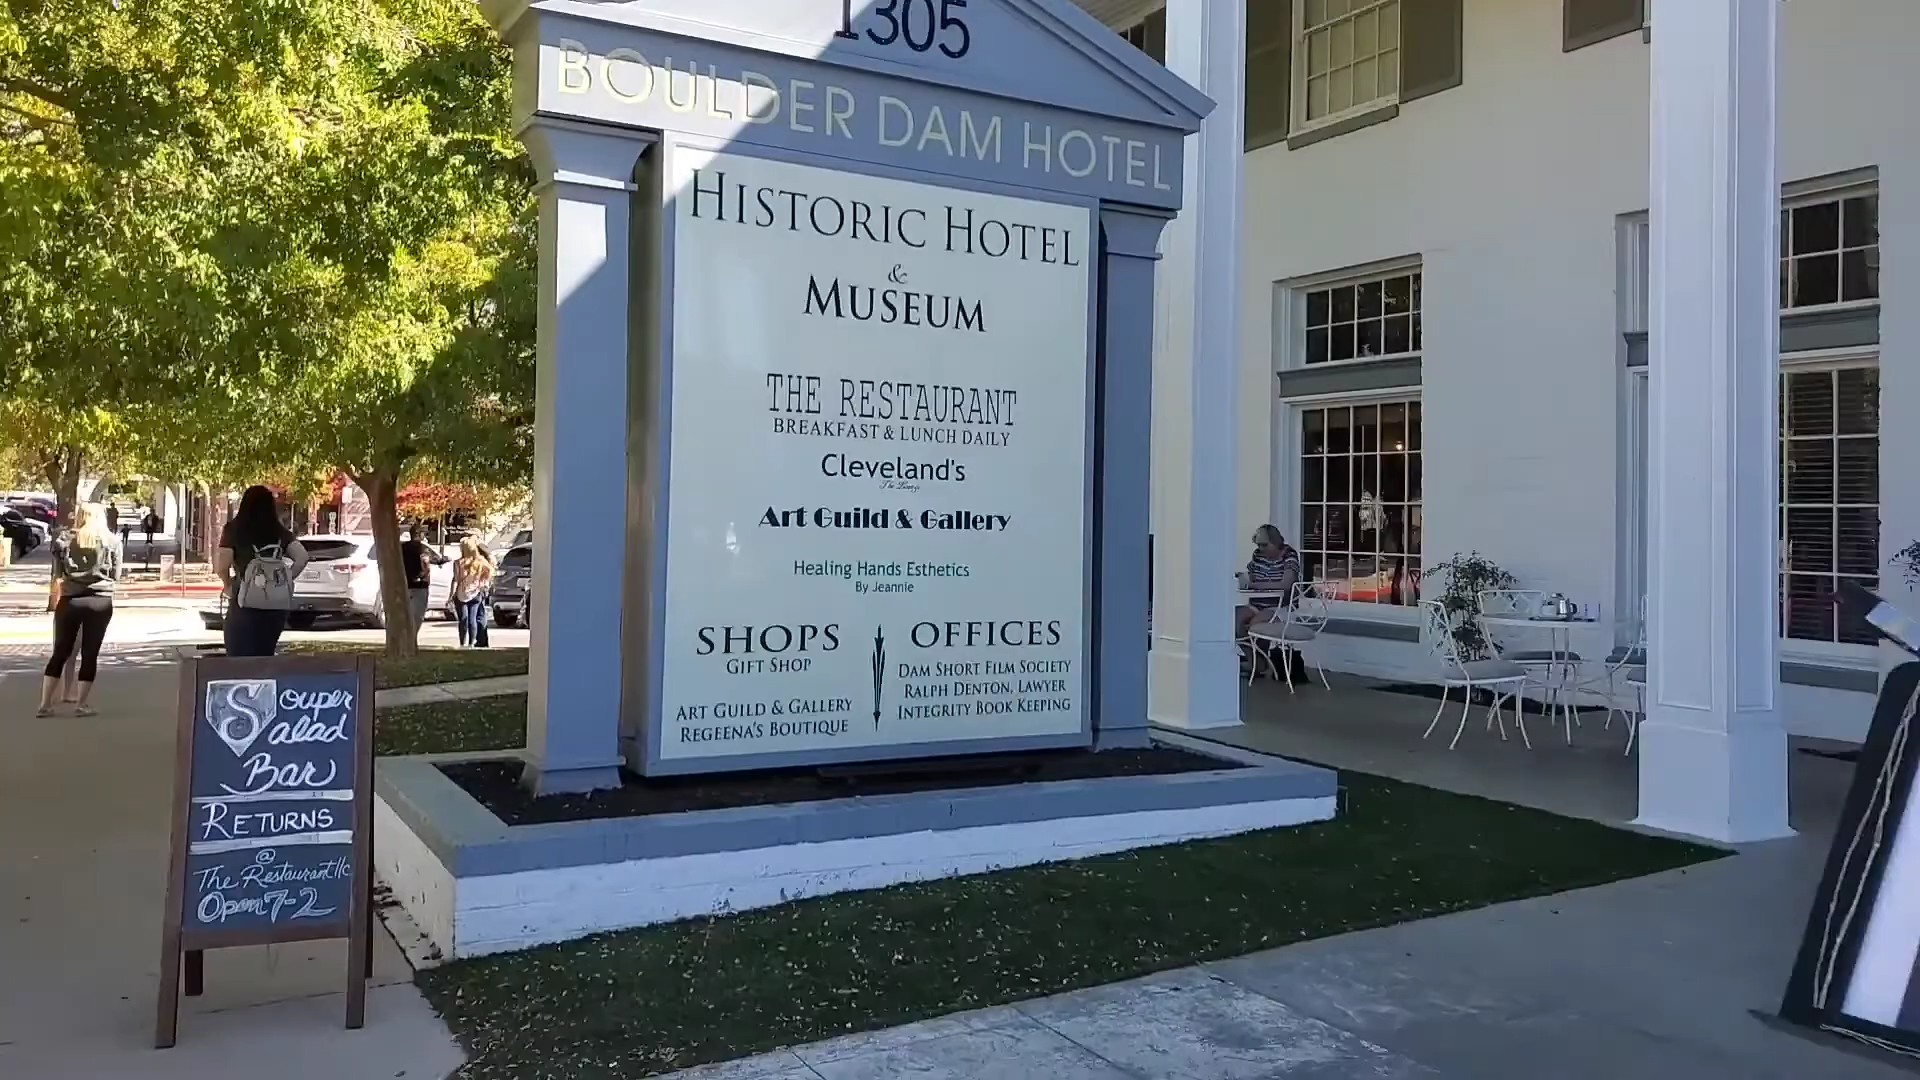 1305
BOULDER DAM HOTEL
HISTORIC HOTEL
&
MUSEUM
THE RESTAURANT
BREAKFAST & LUNCH DAILY
Cleveland's
The Lounge
Art Guild & Gallery
Healing Hands Esthetics
By Jeannie
SHOPS
GIFT SHOP
ART GUILD & GALLERY
REGEENA'S BOUTIQUE
OFFICES
DAM SHORT FILM SOCIETY
RALPH DENTON, LAWYER
INTEGRITY BOOK KEEPING
Souper
Salad
Bar
RETURNS
@
The Restaurant llc
Open 7-2